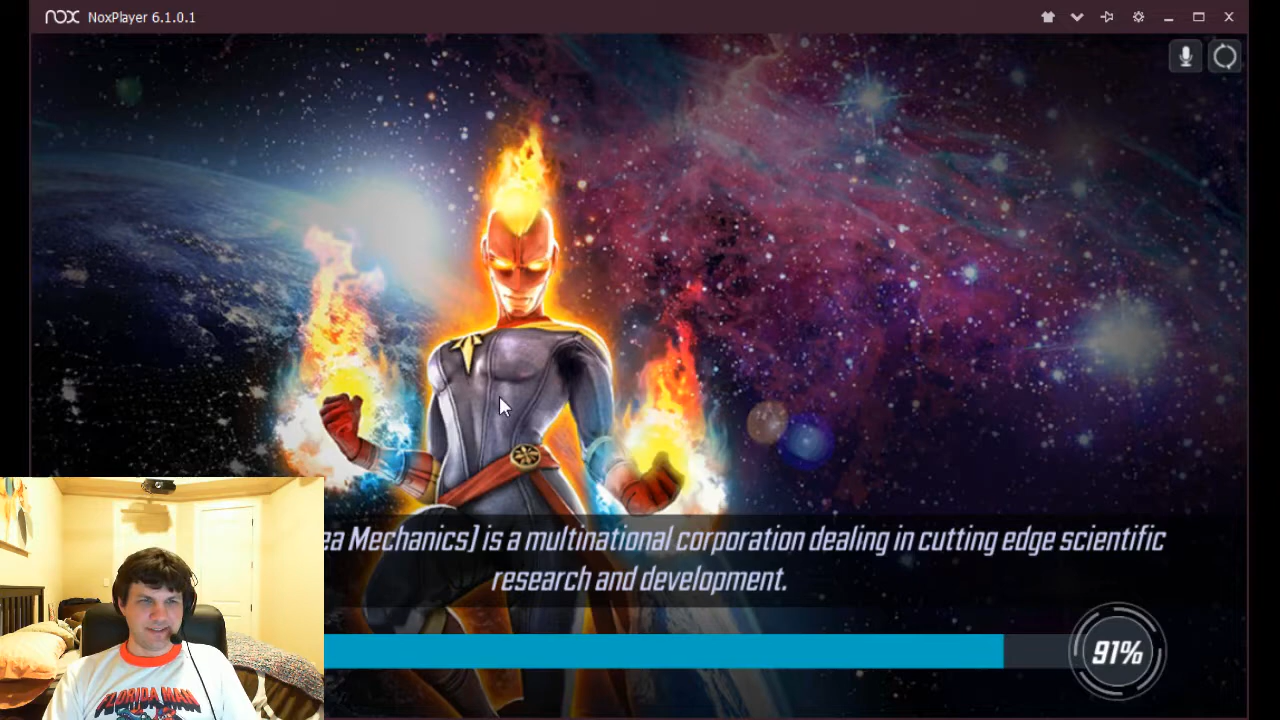 NOX NoxPlayer 6.1.0.1
ea Mechanics] is a multinational corporation dealing in cutting edge scientific
research and development.
91%
FLORIDA MAN